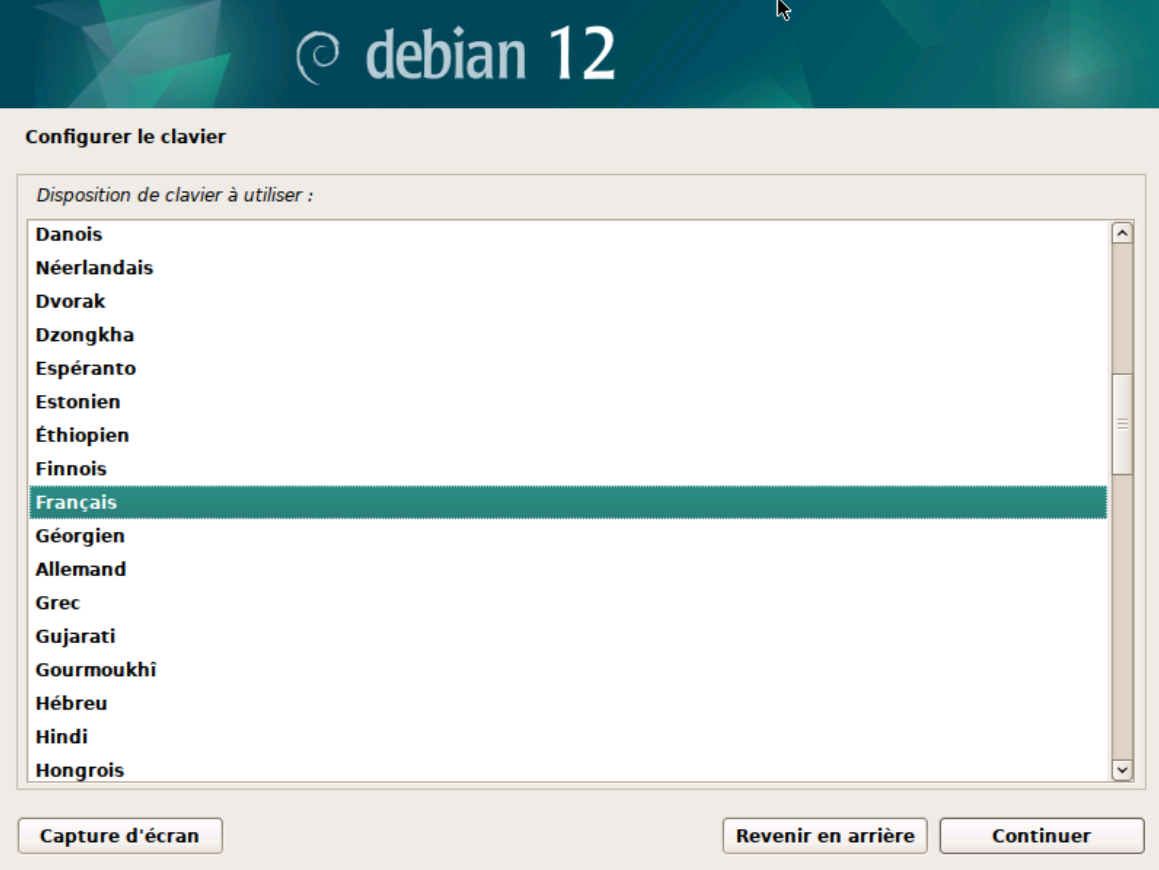 debian 12
Configurer le clavier
Disposition de clavier à utiliser :
Danois
Néerlandais
Dvorak
Dzongkha
Espéranto
Estonien
Éthiopien
Finnois
Français
Géorgien
Allemand
Grec
Gujarati
Gourmoukhî
Hébreu
Hindi
Hongrois
Capture d'écran
Revenir en arrière
Continuer